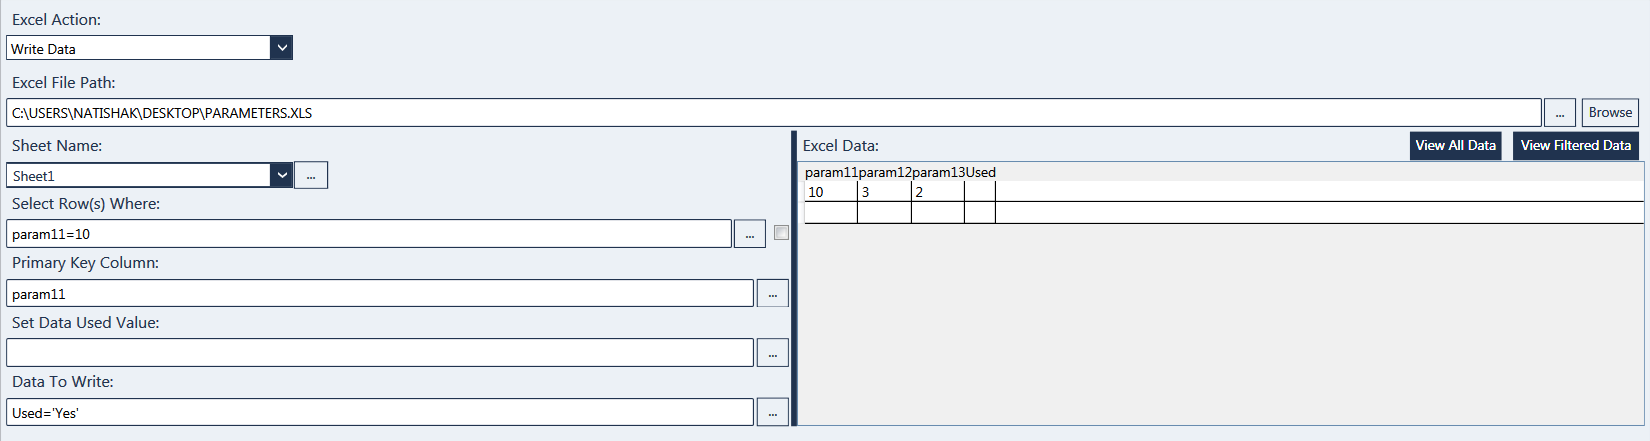 Excel Action:
Write Data
Excel File Path:
C:\USERS\NATISHAK\DESKTOP\PARAMETERS.XLS
... Browse
Sheet Name:
Sheet1 ...
Select Row(s) Where:
param11=10 ...
Primary Key Column:
param11 ...
Set Data Used Value:
...
Data To Write:
Used='Yes' ...
Excel Data: View All Data View Filtered Data
param11 param12 param13 Used
10 3 2